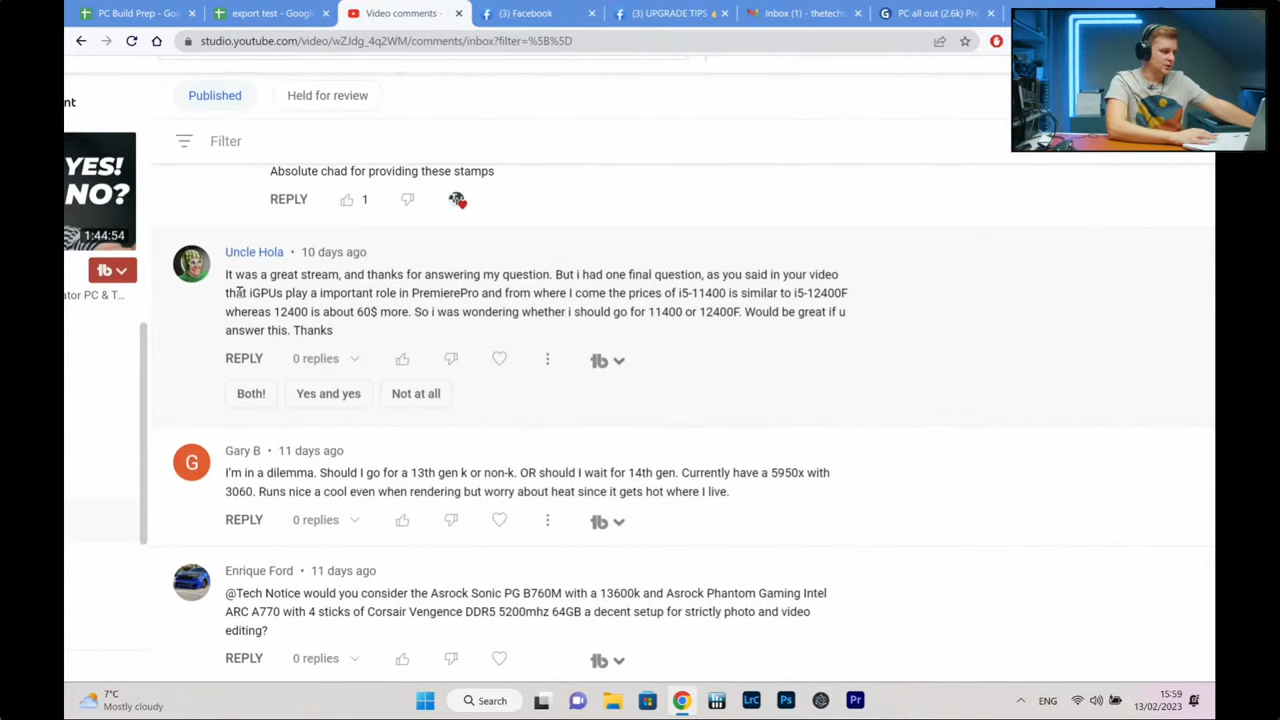 PC Build Prep - Goo
export test - Google
Video comments -
(3) Facebook
(3) UPGRADE TIPS
Inbox (1) - thetechn
PC all out (2.6k) Pro
studio.youtube.com/video/wZJdg_4q2WM/comments/inbox?filter=%5B%5D
nt
Published
Held for review
Filter
YES!
NO?
1:44:54
tor PC & T...
Absolute chad for providing these stamps
REPLY
1
Uncle Hola • 10 days ago
It was a great stream, and thanks for answering my question. But i had one final question, as you said in your video
that iGPUs play a important role in PremierePro and from where I come the prices of i5-11400 is similar to i5-12400F
whereas 12400 is about 60$ more. So i was wondering whether i should go for 11400 or 12400F. Would be great if u
answer this. Thanks
REPLY
0 replies
Both!
Yes and yes
Not at all
G
Gary B • 11 days ago
I'm in a dilemma. Should I go for a 13th gen k or non-k. OR should I wait for 14th gen. Currently have a 5950x with
3060. Runs nice a cool even when rendering but worry about heat since it gets hot where I live.
REPLY
0 replies
Enrique Ford • 11 days ago
@Tech Notice would you consider the Asrock Sonic PG B760M with a 13600k and Asrock Phantom Gaming Intel
ARC A770 with 4 sticks of Corsair Vengence DDR5 5200mhz 64GB a decent setup for strictly photo and video
editing?
REPLY
0 replies
7°C
Mostly cloudy
Search
LrC
Ps
Pr
ENG
15:59
13/02/2023